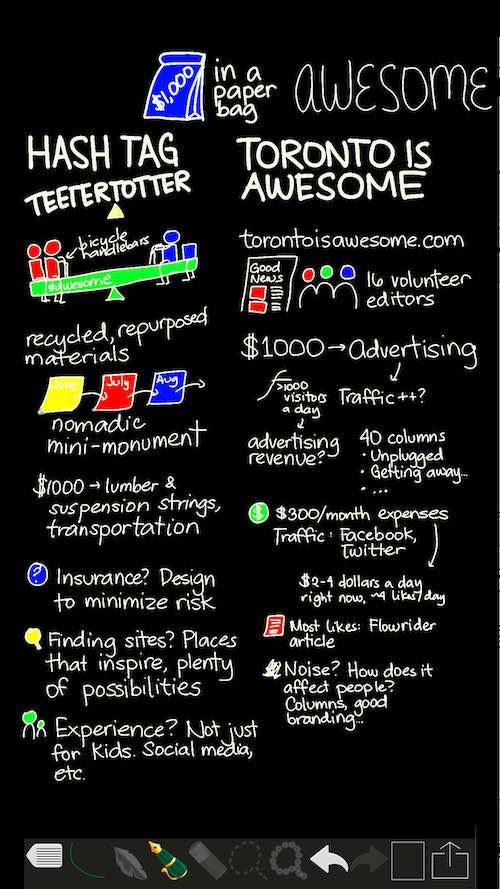 $1,000
in a
paper
bag
AWESOME
HASH TAG
TEETERTOTTER
bicycle
handlebars
#awesome
recycled, repurposed
materials
June
July
Aug
nomadic
mini-monument
$1000 → lumber &
suspension strings,
transportation
? Insurance? Design
to minimize risk
Finding sites? Places
that inspire, plenty
of possibilities
Experience? Not just
for kids. Social media,
etc.
TORONTO IS
AWESOME
torontoisawesome.com
Good
News
16 volunteer
editors
$1000 → Advertising
>1000
visitors
a day
Traffic ++?
advertising
revenue?
40 columns
• Unplugged
• Getting away...
• ...
$ $300/month expenses
Traffic: Facebook,
Twitter
$2-4 dollars a day
right now, ~4 likes/day
Most likes: Flowrider
article
Noise? How does it
affect people?
Columns, good
branding...